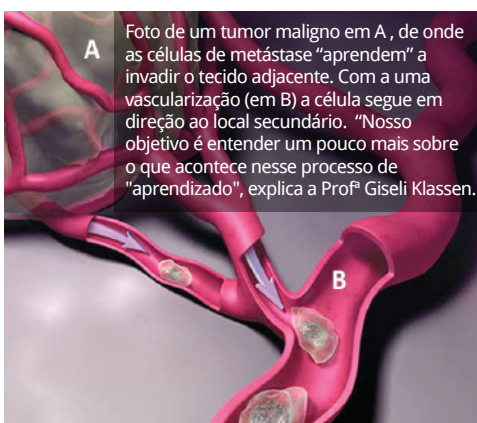 A
Foto de um tumor maligno em A , de onde
as células de metástase “aprendem” a
invadir o tecido adjacente. Com a uma
vascularização (em B) a célula segue em
direção ao local secundário.  “Nosso
objetivo é entender um pouco mais sobre
o que acontece nesse processo de
"aprendizado", explica a Profª Giseli Klassen.
B